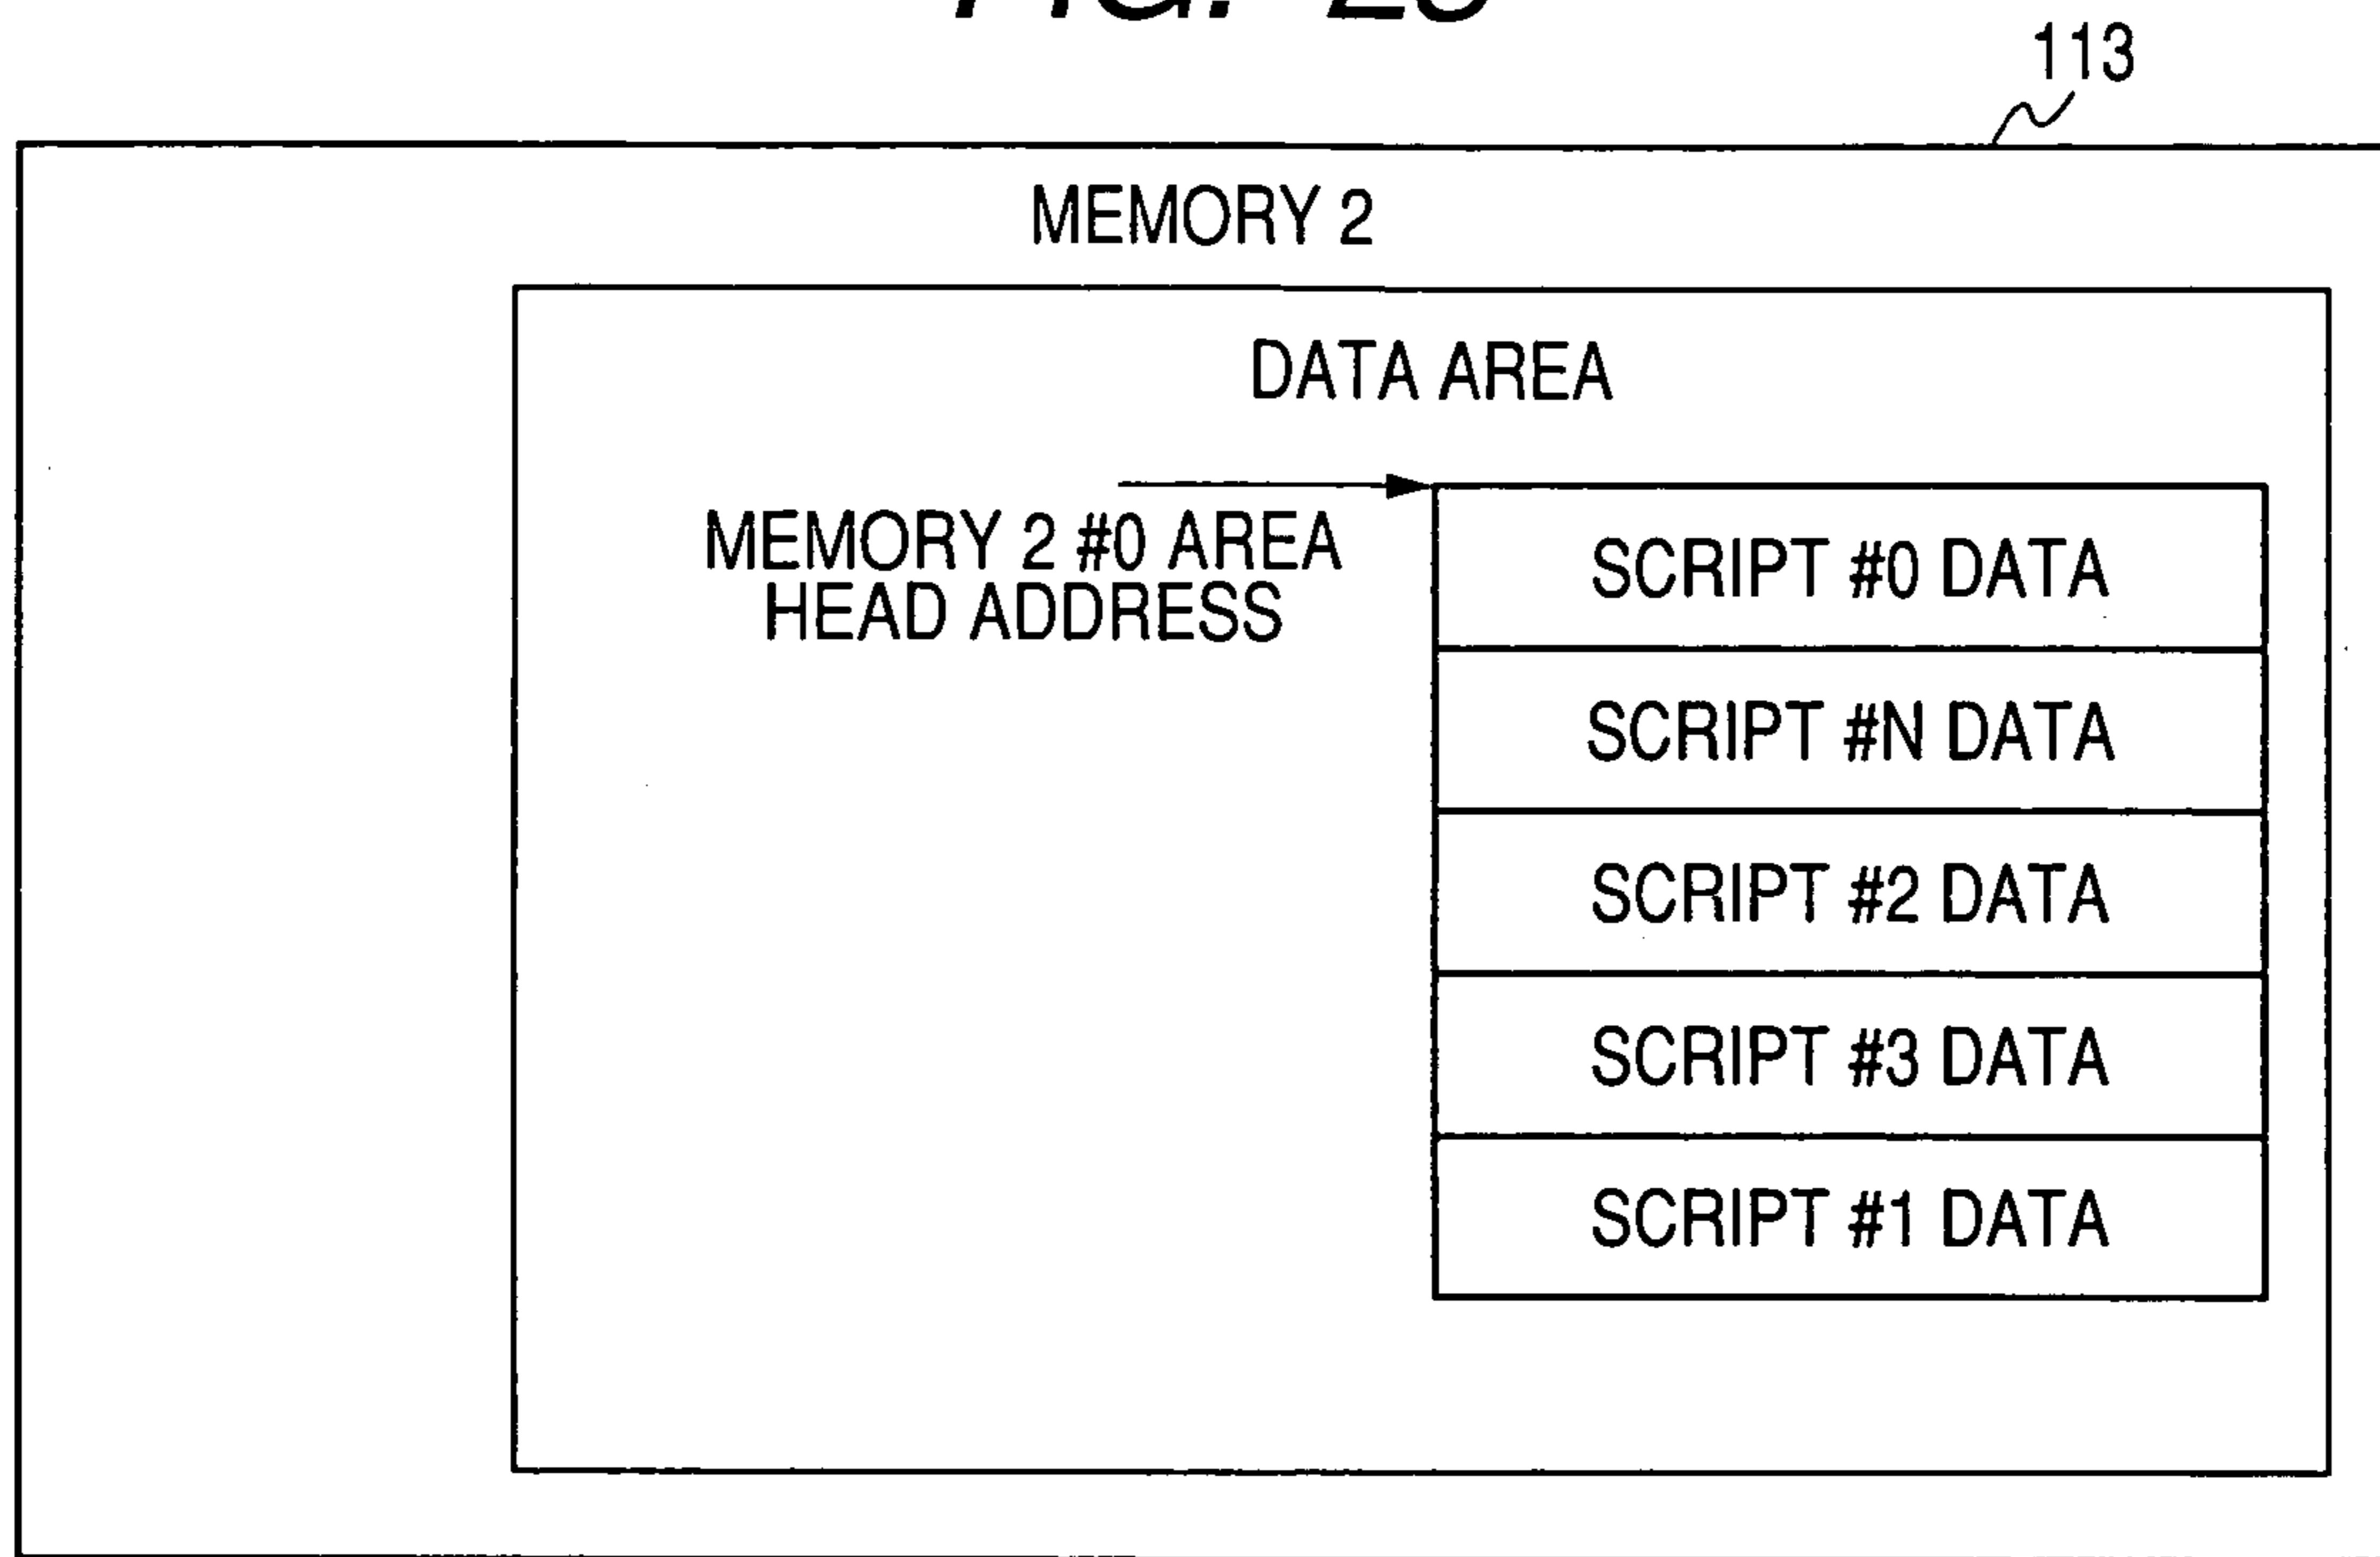 113
MEMORY 2
DATA AREA
MEMORY 2 #0 AREA
HEAD ADDRESS
SCRIPT #0 DATA
SCRIPT #N DATA
SCRIPT #2 DATA
SCRIPT #3 DATA
SCRIPT #1 DATA